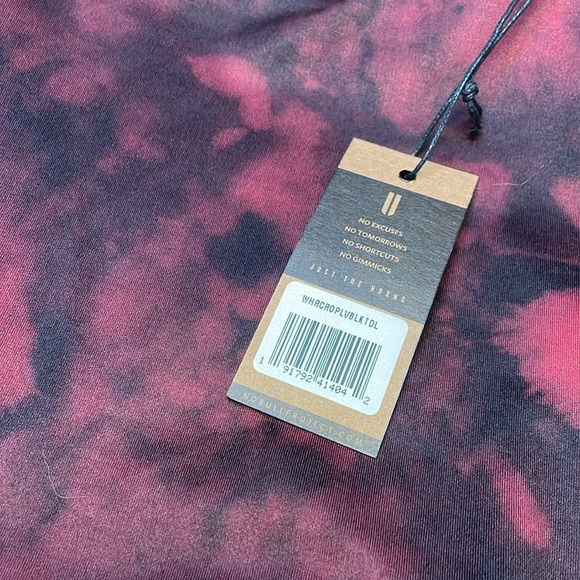 NO EXCUSES
NO TOMORROWS
NO SHORTCUTS
NO GIMMICKS
JUST THE HORNS
WHRCROPLVBLKTDL
1 91792 41404 2
NOBULLPROJECT.COM